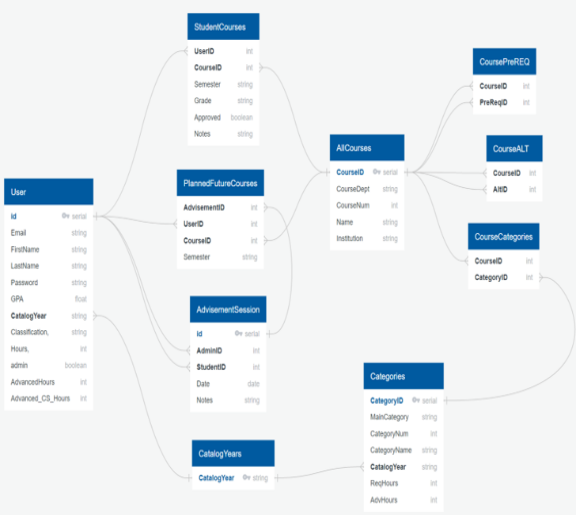 StudentCourses
UserID int
CourseID int
Semester string
Grade string
Approved boolean
Notes string
CoursePreREQ
CourseID int
PreReqID int
AllCourses
CourseID serial
CourseDept string
CourseNum int
Name string
Institution string
CourseALT
CourseID int
AltID int
PlannedFutureCourses
AdvisementID int
UserID int
CourseID int
Semester string
User
id serial
Email string
FirstName string
LastName string
Password string
GPA float
CatalogYear string
Classification, string
Hours, int
admin boolean
AdvancedHours int
Advanced_CS_Hours int
CourseCategories
CourseID int
CategoryID int
AdvisementSession
id serial
AdminID int
StudentID int
Date date
Notes string
Categories
CategoryID serial
MainCategory string
CategoryNum int
CategoryName string
CatalogYear string
ReqHours int
AdvHours int
CatalogYears
CatalogYear string